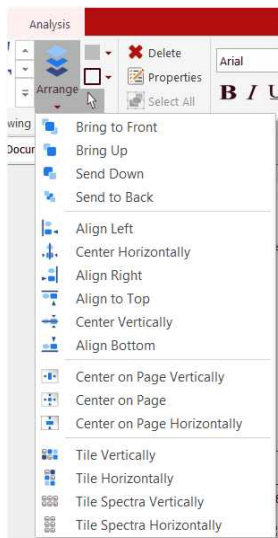 Analysis
Arrange
Delete
Properties
Select All
Arial
B I U
wing
Docur
Bring to Front
Bring Up
Send Down
Send to Back
Align Left
Center Horizontally
Align Right
Align to Top
Center Vertically
Align Bottom
Center on Page Vertically
Center on Page
Center on Page Horizontally
Tile Vertically
Tile Horizontally
Tile Spectra Vertically
Tile Spectra Horizontally